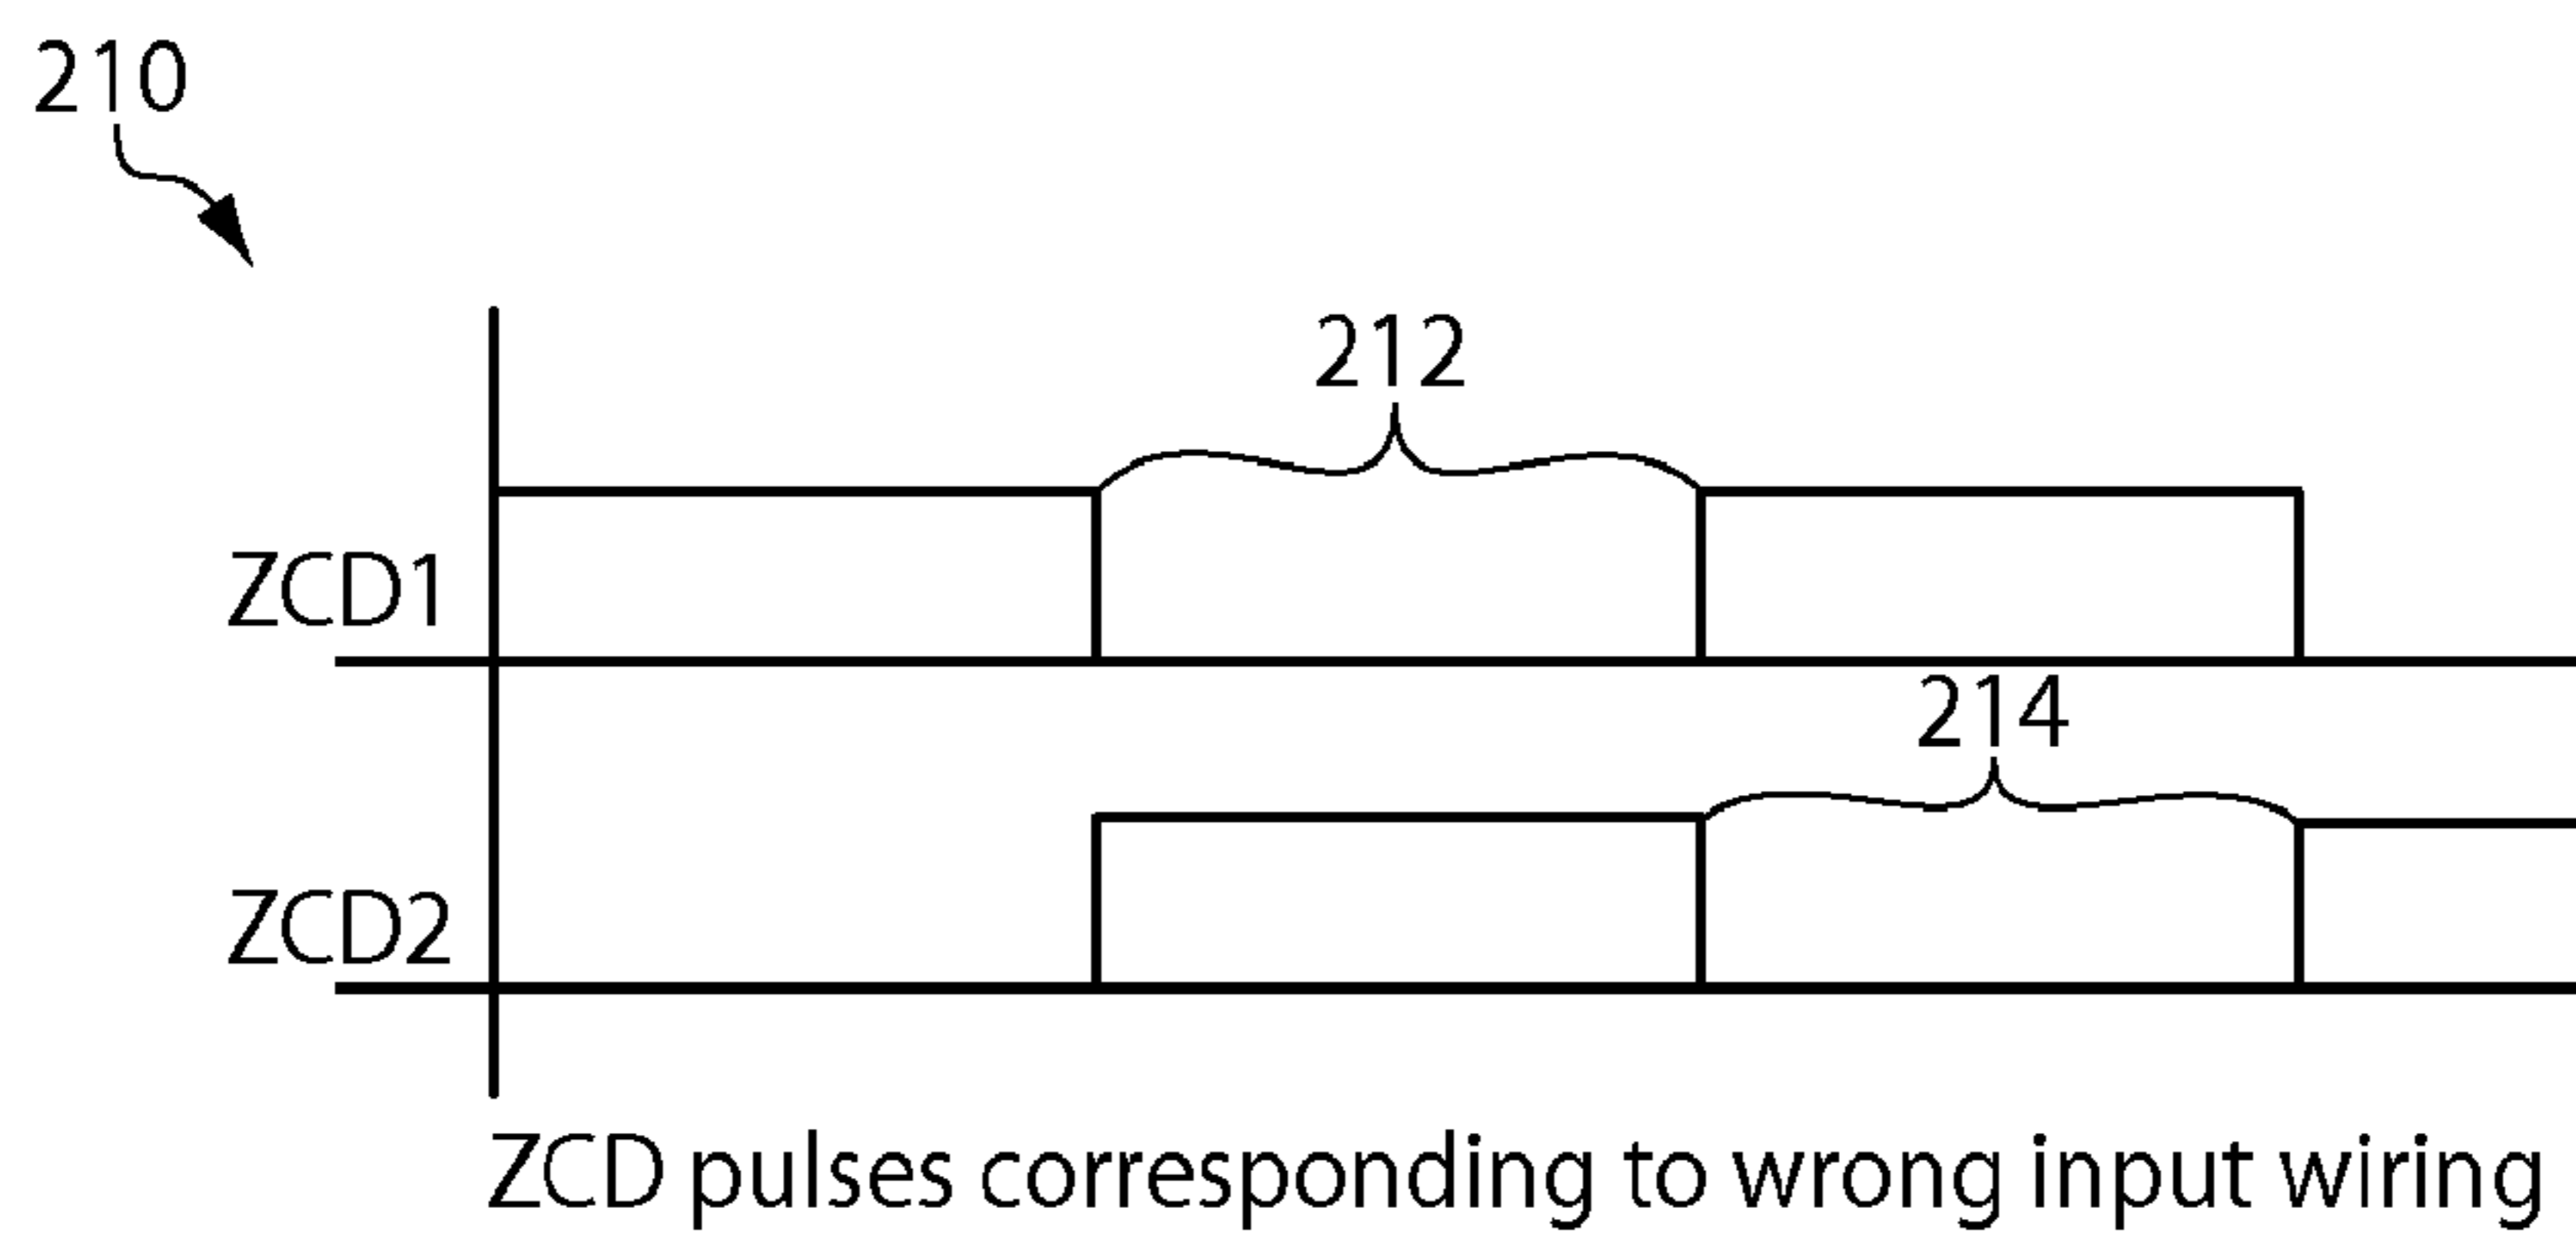 210
212
ZCD1
214
ZCD2
ZCD pulses corresponding to wrong input wiring